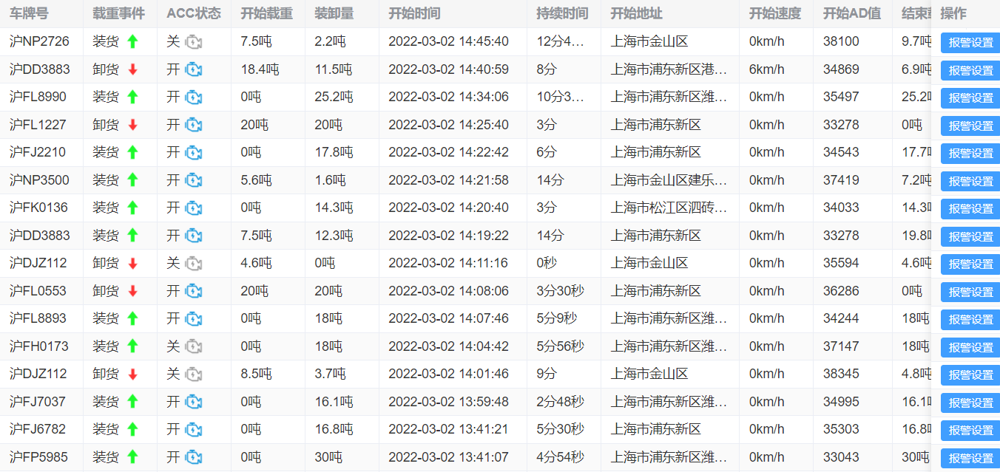 车牌号 载重事件 ACC状态 开始载重 装卸量 开始时间 持续时间 开始地址 开始速度 开始AD值 结束 操作
沪NP2726 装货 关 7.5吨 2.2吨 2022-03-02 14:45:40 12分4… 上海市金山区 0km/h 38100 9.7吨 报警设置
沪DD3883 卸货 开 18.4吨 11.5吨 2022-03-02 14:40:59 8分 上海市浦东新区港… 6km/h 34869 6.9吨 报警设置
沪FL8990 装货 开 0吨 25.2吨 2022-03-02 14:34:06 10分3… 上海市浦东新区潍… 0km/h 35497 25.2 报警设置
沪FL1227 卸货 开 20吨 20吨 2022-03-02 14:25:40 3分 上海市浦东新区 0km/h 33278 0吨 报警设置
沪FJ2210 装货 开 0吨 17.8吨 2022-03-02 14:22:42 6分 上海市浦东新区 0km/h 34543 17.7 报警设置
沪NP3500 装货 开 5.6吨 1.6吨 2022-03-02 14:21:58 14分 上海市金山区建乐… 0km/h 37419 7.2吨 报警设置
沪FK0136 装货 开 0吨 14.3吨 2022-03-02 14:20:40 3分 上海市松江区泗砖… 0km/h 34033 14.3 报警设置
沪DD3883 装货 开 7.5吨 12.3吨 2022-03-02 14:19:22 14分 上海市浦东新区 0km/h 33278 19.8 报警设置
沪DJZ112 卸货 关 4.6吨 0吨 2022-03-02 14:11:16 0秒 上海市金山区 0km/h 35594 4.6吨 报警设置
沪FL0553 卸货 开 20吨 20吨 2022-03-02 14:08:06 3分30秒 上海市浦东新区 0km/h 36286 0吨 报警设置
沪FL8893 装货 开 0吨 18吨 2022-03-02 14:07:46 5分9秒 上海市浦东新区潍… 0km/h 34244 18吨 报警设置
沪FH0173 装货 关 0吨 18吨 2022-03-02 14:04:42 5分56秒 上海市浦东新区潍… 0km/h 37147 18吨 报警设置
沪DJZ112 卸货 关 8.5吨 3.7吨 2022-03-02 14:01:46 9分 上海市金山区 0km/h 38345 4.8吨 报警设置
沪FJ7037 装货 开 0吨 16.1吨 2022-03-02 13:59:48 2分48秒 上海市浦东新区潍… 0km/h 34995 16.1 报警设置
沪FJ6782 装货 开 0吨 16.8吨 2022-03-02 13:41:21 5分30秒 上海市浦东新区 0km/h 35303 16.8 报警设置
沪FP5985 装货 开 0吨 30吨 2022-03-02 13:41:07 4分54秒 上海市浦东新区潍… 0km/h 33043 30吨 报警设置